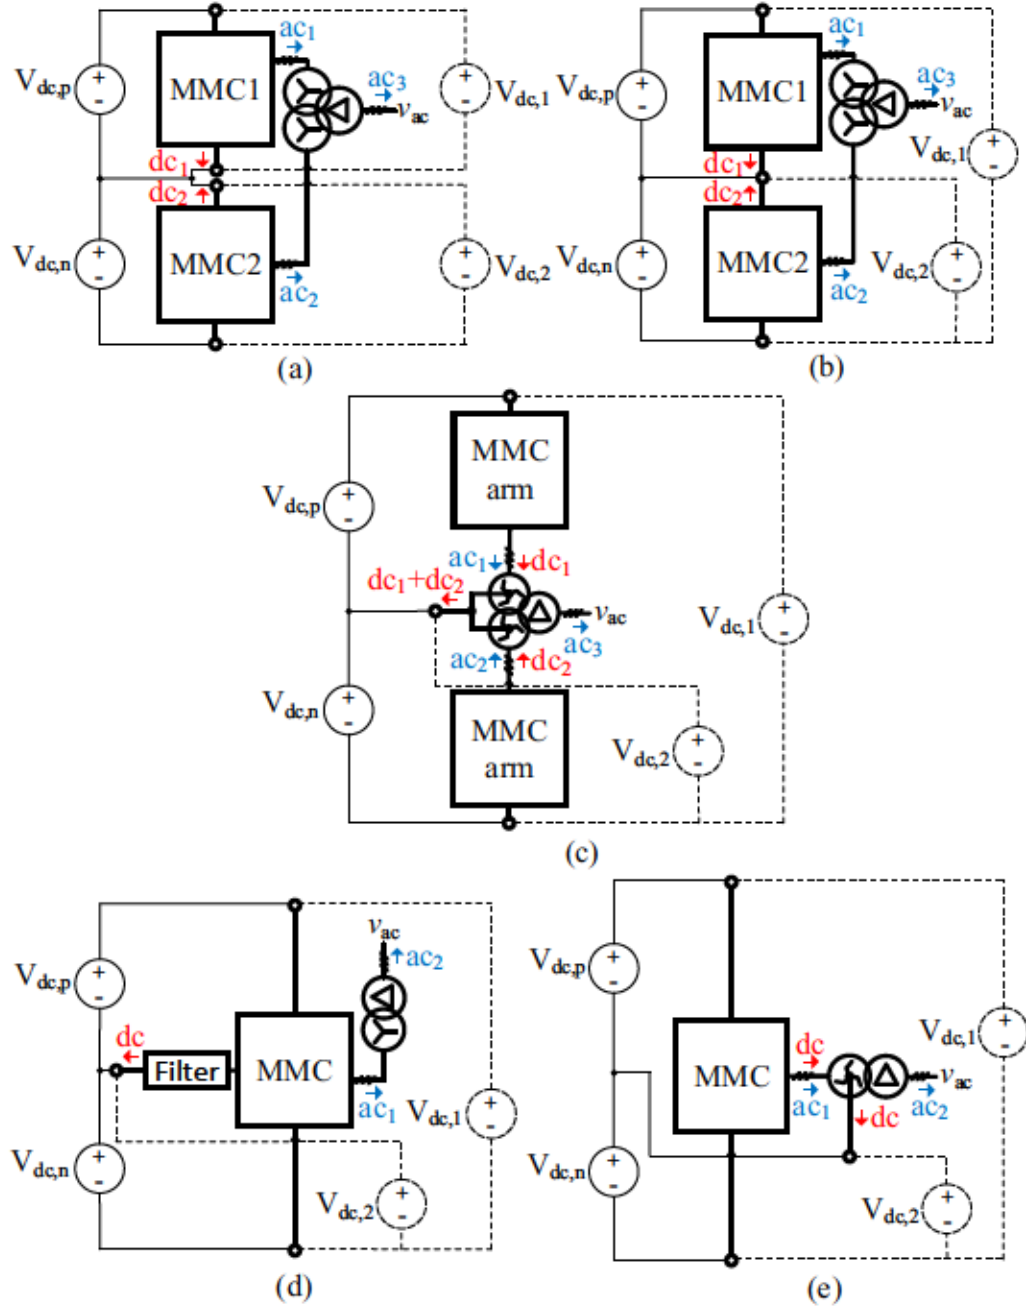 ac₁
V_dc,p
MMC1
ac₃
v_ac
V_dc,1
dc₁
dc₂
V_dc,n
MMC2
V_dc,2
ac₂
(a)
ac₁
V_dc,p
MMC1
ac₃
v_ac
V_dc,1
dc₁
dc₂
V_dc,n
MMC2
V_dc,2
ac₂
(b)
MMC
arm
V_dc,p
ac₁
dc₁
dc₁+dc₂
v_ac
V_dc,1
ac₃
ac₂
dc₂
V_dc,n
MMC
arm
V_dc,2
(c)
v_ac
ac₂
V_dc,p
dc
Filter
MMC
ac₁
V_dc,1
V_dc,n
V_dc,2
(d)
V_dc,p
V_dc,1
MMC
dc
v_ac
ac₁
dc
ac₂
V_dc,n
V_dc,2
(e)